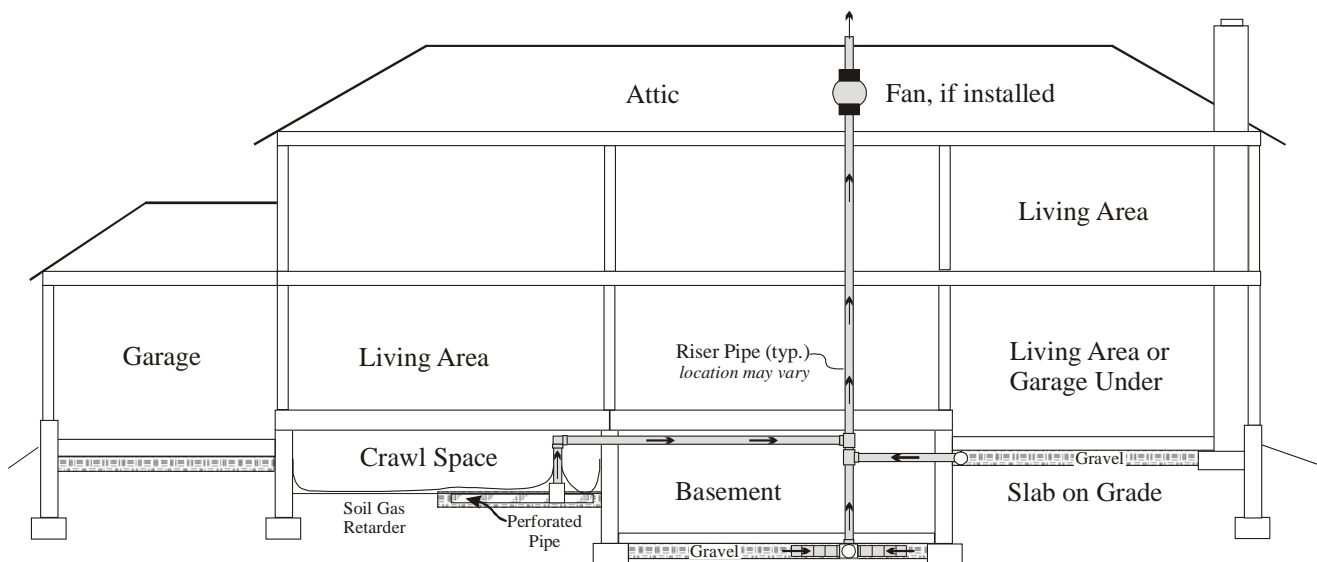 Attic
Fan, if installed
Living Area
Garage
Living Area
Riser Pipe (typ.)
location may vary
Living Area or
Garage Under
Crawl Space
Gravel
Basement
Slab on Grade
Soil Gas
Retarder
Perforated
Pipe
Gravel